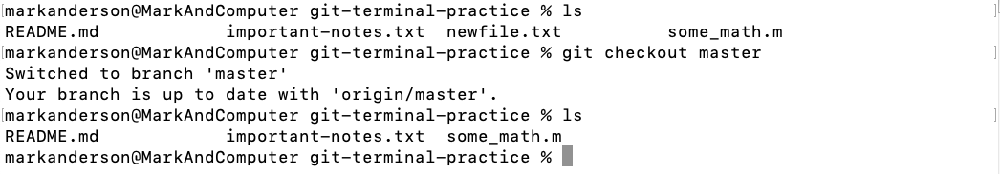 [markanderson@MarkAndComputer git-terminal-practice % ls ]
README.md            important-notes.txt  newfile.txt          some_math.m
[markanderson@MarkAndComputer git-terminal-practice % git checkout master ]
Switched to branch 'master'
Your branch is up to date with 'origin/master'.
[markanderson@MarkAndComputer git-terminal-practice % ls ]
README.md            important-notes.txt  some_math.m
markanderson@MarkAndComputer git-terminal-practice %